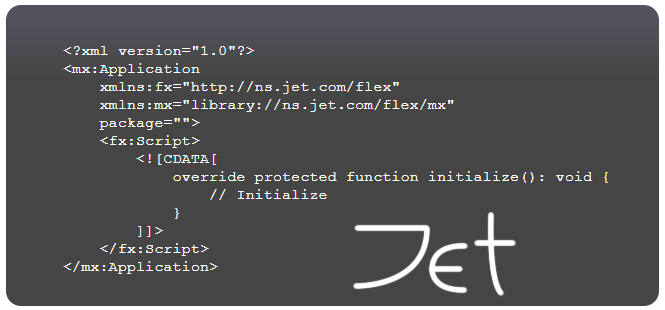 <?xml version="1.0"?>
<mx:Application
    xmlns:fx="http://ns.jet.com/flex"
    xmlns:mx="library://ns.jet.com/flex/mx"
    package="">
    <fx:Script>
        <![CDATA[
            override protected function initialize(): void {
                // Initialize
            }
        ]]>
    </fx:Script>
</mx:Application>
Jet